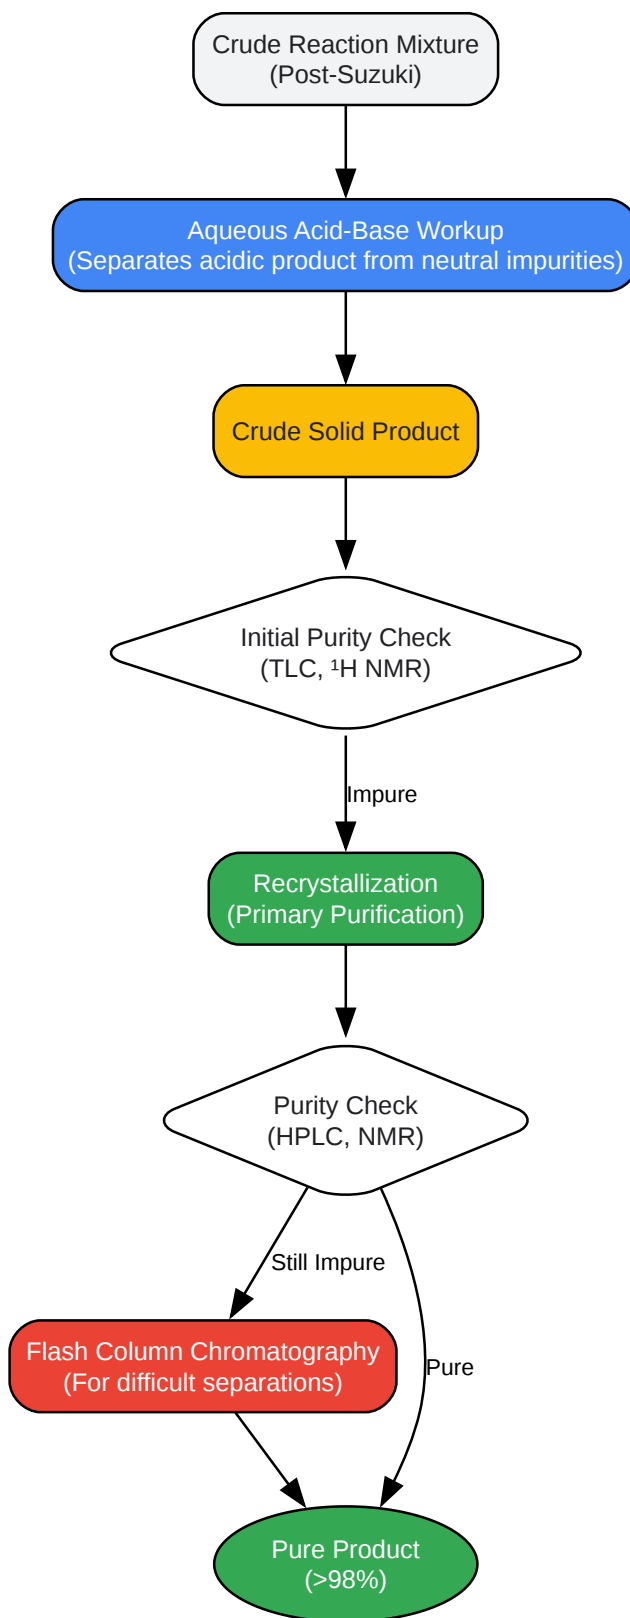 Crude Reaction Mixture
(Post-Suzuki)
Aqueous Acid-Base Workup
(Separates acidic product from neutral impurities)
Crude Solid Product
Initial Purity Check
(TLC, ¹H NMR)
Impure
Recrystallization
(Primary Purification)
Purity Check
(HPLC, NMR)
Still Impure
Flash Column Chromatography
(For difficult separations)
Pure
Pure Product
(>98%)